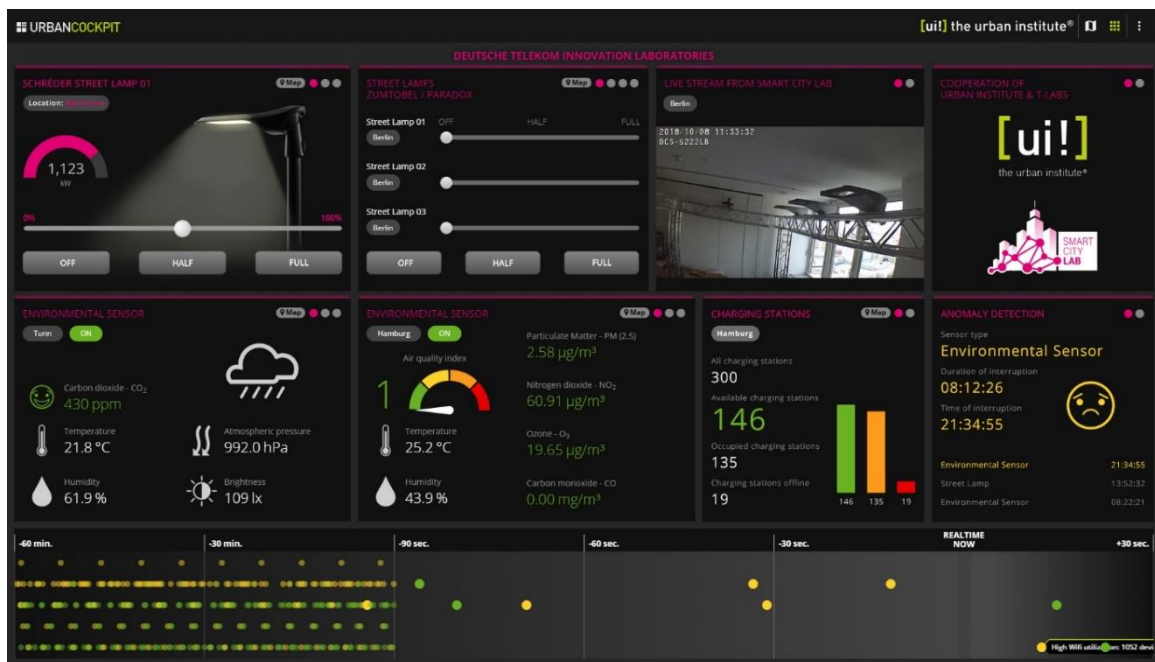 URBANCOCKPIT
[ui!] the urban institute®
DEUTSCHE TELEKOM INNOVATION LABORATORIES
SCHRÉDER STREET LAMP 01
Map
Location:
1,123
kW
0%
100%
OFF
HALF
FULL
STREET LAMPS
ZUMTOBEL / PARADOX
Map
Street Lamp 01
OFF
HALF
FULL
Berlin
Street Lamp 02
Berlin
Street Lamp 03
Berlin
OFF
HALF
FULL
LIVE STREAM FROM SMART CITY LAB
Berlin
2018/10/08 11:33:32
DCS-5222LB
COOPERATION OF
URBAN INSTITUTE & T-LABS
[ui!]
the urban institute®
SMART
CITY
LAB
ENVIRONMENTAL SENSOR
Map
Turin
ON
Carbon dioxide - CO₂
430 ppm
Temperature
21.8 °C
Atmospheric pressure
992.0 hPa
Humidity
61.9 %
Brightness
109 lx
ENVIRONMENTAL SENSOR
Map
Hamburg
ON
Air quality index
1
Temperature
25.2 °C
Humidity
43.9 %
Particulate Matter - PM (2.5)
2.58 µg/m³
Nitrogen dioxide - NO₂
60.91 µg/m³
Ozone - O₃
19.65 µg/m³
Carbon monoxide - CO
0.00 mg/m³
CHARGING STATIONS
Map
Hamburg
All charging stations
300
Available charging stations
146
Occupied charging stations
135
Charging stations offline
19
146
135
19
ANOMALY DETECTION
Sensor type
Environmental Sensor
Duration of interruption
08:12:26
Time of interruption
21:34:55
Environmental Sensor 21:34:55
Street Lamp 13:52:32
Environmental Sensor 08:22:21
-60 min.
-30 min.
-90 sec.
-60 sec.
-30 sec.
REALTIME
NOW
+30 sec.
High Wifi 1052 devi